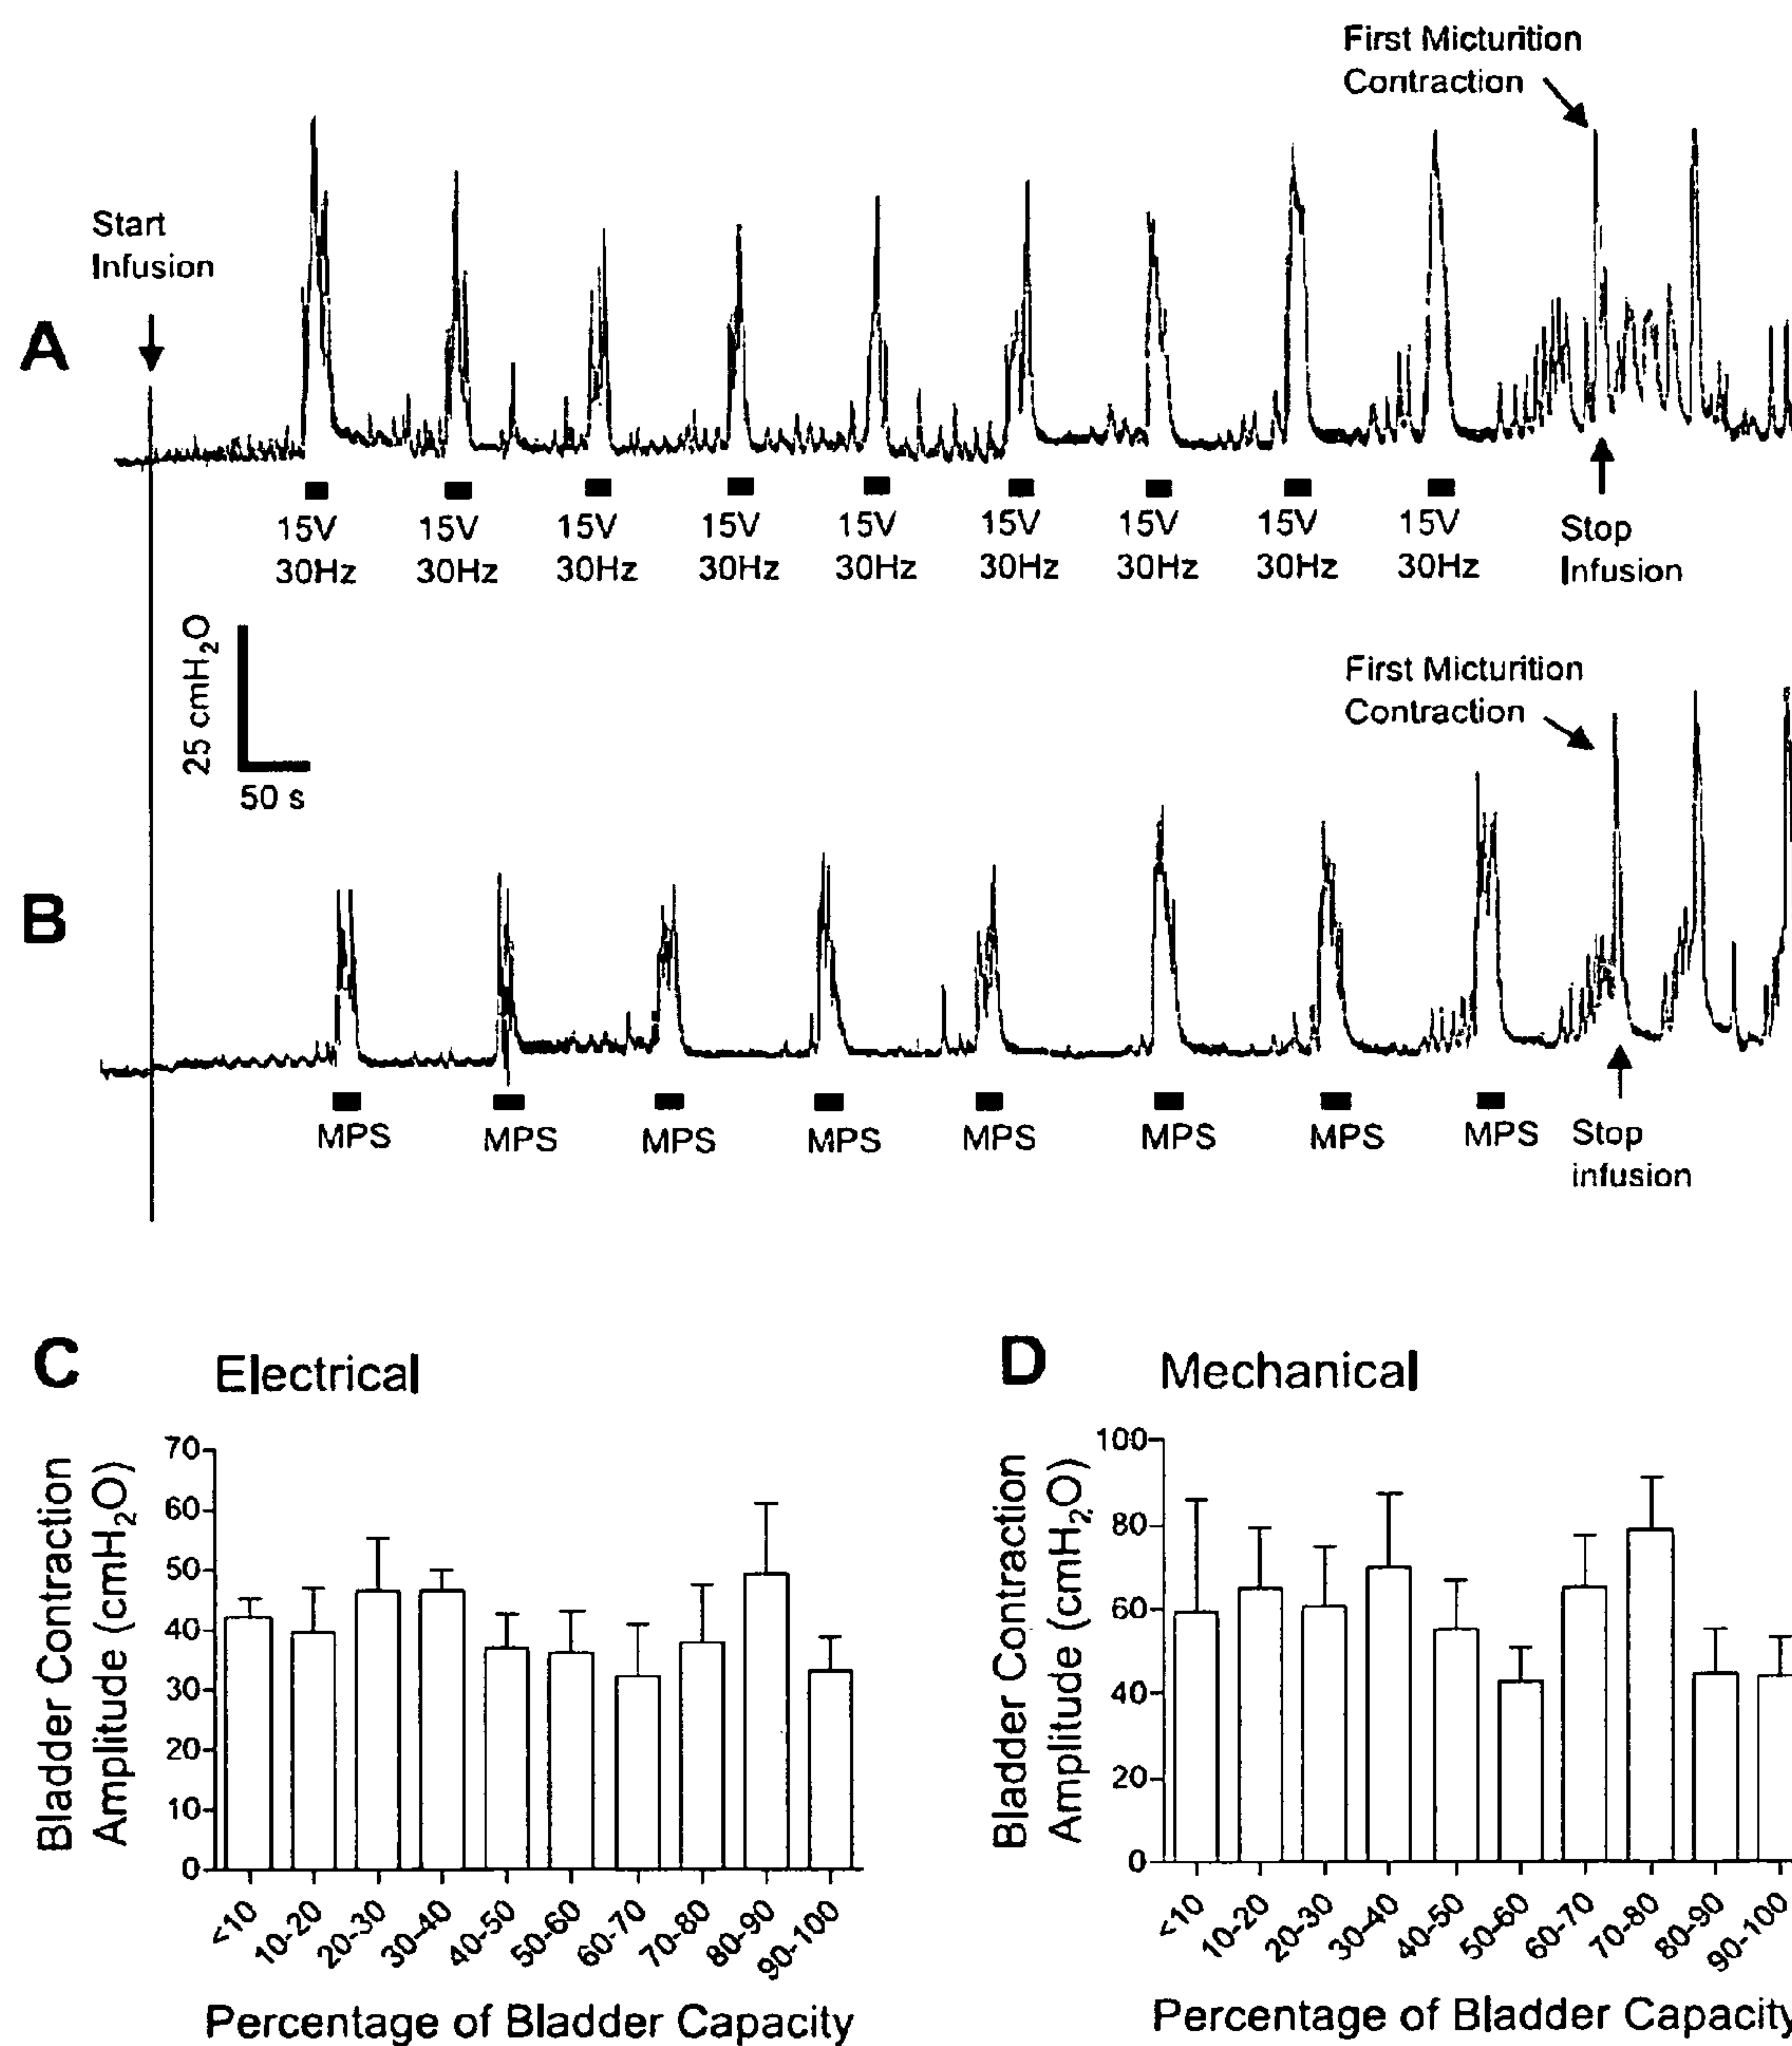 First Micturition
Contraction
Start
Infusion
A
15V 15V 15V 15V 15V 15V 15V 15V 15V
30Hz 30Hz 30Hz 30Hz 30Hz 30Hz 30Hz 30Hz 30Hz
Stop
Infusion
25 cmH₂O
50 s
First Micturition
Contraction
B
MPS MPS MPS MPS MPS MPS MPS MPS
Stop
infusion
C Electrical
Bladder Contraction
Amplitude (cmH₂O)
70
60
50
40
30
20
10
0
<10 10-20 20-30 30-40 40-50 50-60 60-70 70-80 80-90 90-100
Percentage of Bladder Capacity
D Mechanical
Bladder Contraction
Amplitude (cmH₂O)
100
80
60
40
20
0
<10 10-20 20-30 30-40 40-50 50-60 60-70 70-80 80-90 90-100
Percentage of Bladder Capacity